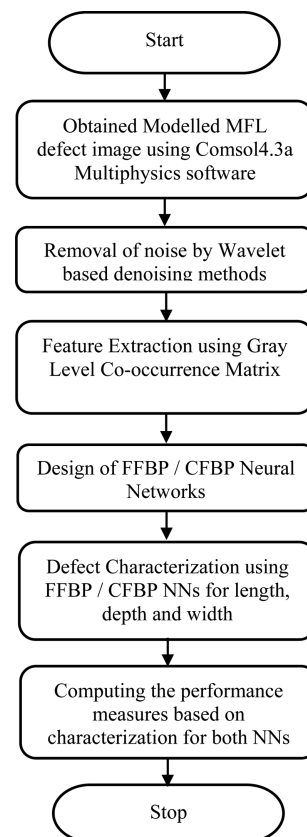 Start
Obtained Modelled MFL
defect image using Comsol4.3a
Multiphysics software
Removal of noise by Wavelet
based denoising methods
Feature Extraction using Gray
Level Co-occurrence Matrix
Design of FFBP / CFBP Neural
Networks
Defect Characterization using
FFBP / CFBP NNs for length,
depth and width
Computing the performance
measures based on
characterization for both NNs
Stop